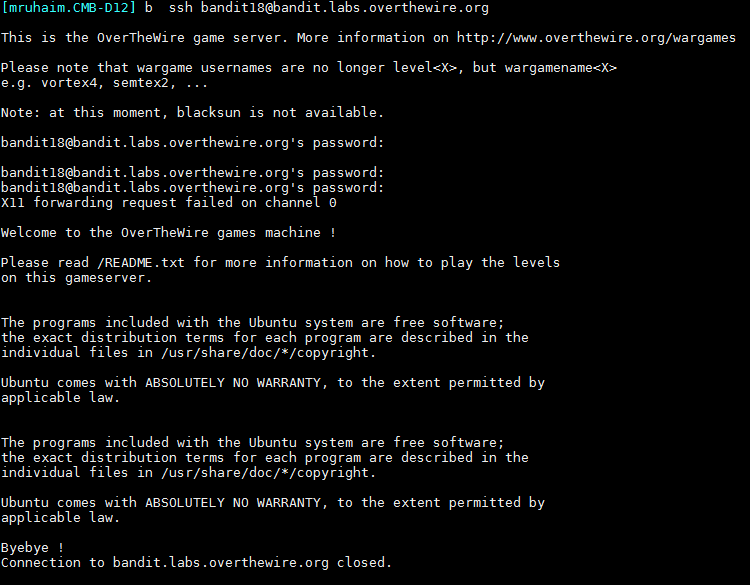 [mruhaim.CMB-D12] b  ssh bandit18@bandit.labs.overthewire.org
This is the OverTheWire game server. More information on http://www.overthewire.org/wargames
Please note that wargame usernames are no longer level<X>, but wargamename<X>
e.g. vortex4, semtex2, ...
Note: at this moment, blacksun is not available.
bandit18@bandit.labs.overthewire.org's password:
bandit18@bandit.labs.overthewire.org's password:
bandit18@bandit.labs.overthewire.org's password:
X11 forwarding request failed on channel 0
Welcome to the OverTheWire games machine !
Please read /README.txt for more information on how to play the levels
on this gameserver.
The programs included with the Ubuntu system are free software;
the exact distribution terms for each program are described in the
individual files in /usr/share/doc/*/copyright.
Ubuntu comes with ABSOLUTELY NO WARRANTY, to the extent permitted by
applicable law.
The programs included with the Ubuntu system are free software;
the exact distribution terms for each program are described in the
individual files in /usr/share/doc/*/copyright.
Ubuntu comes with ABSOLUTELY NO WARRANTY, to the extent permitted by
applicable law.
Byebye !
Connection to bandit.labs.overthewire.org closed.